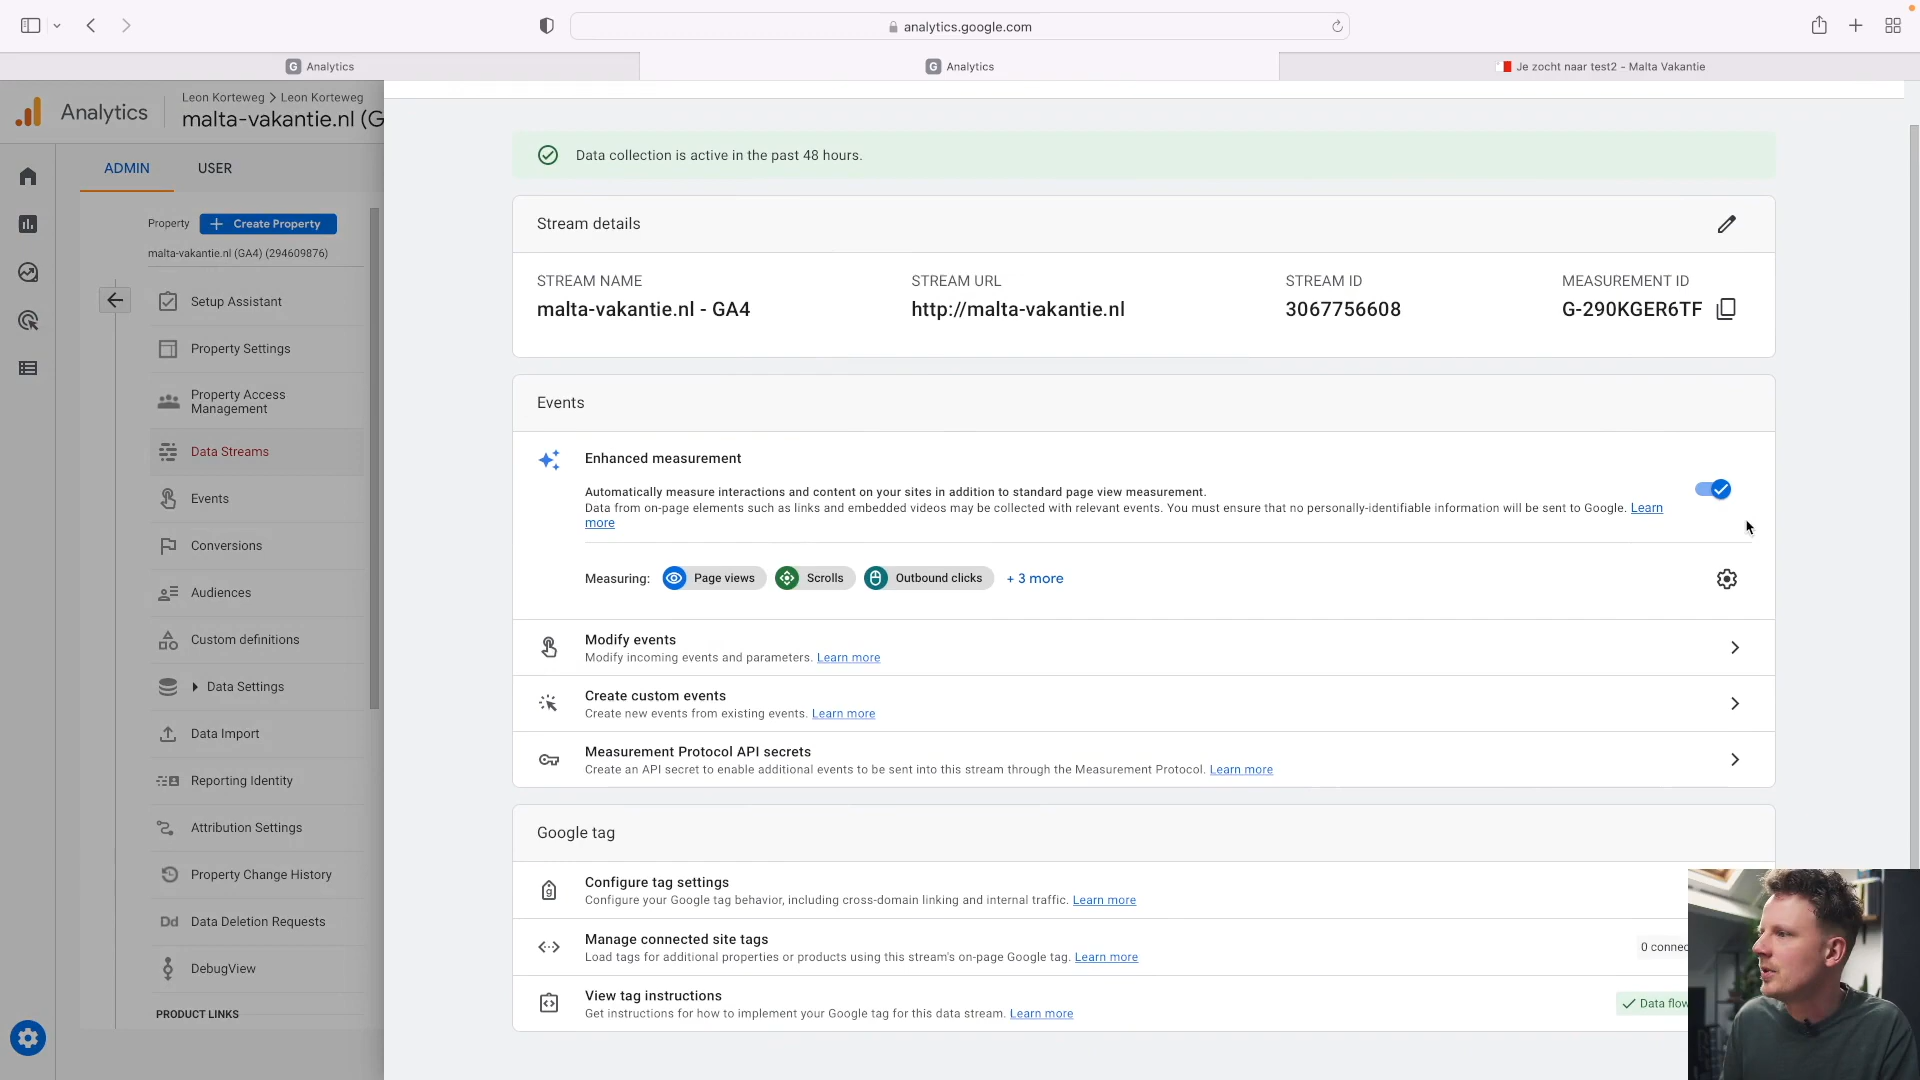 analytics.google.com
Analytics
Analytics
Je zocht naar test2 - Malta Vakantie
Analytics
Leon Korteweg > Leon Korteweg
malta-vakantie.nl (G
ADMIN
USER
Property
Create Property
malta-vakantie.nl (GA4) (294609876)
Setup Assistant
Property Settings
Property Access
Management
Data Streams
Events
Conversions
Audiences
Custom definitions
Data Settings
Data Import
Reporting Identity
Attribution Settings
Property Change History
Dd Data Deletion Requests
DebugView
PRODUCT LINKS
Data collection is active in the past 48 hours.
Stream details
STREAM NAME
malta-vakantie.nl - GA4
STREAM URL
http://malta-vakantie.nl
STREAM ID
3067756608
MEASUREMENT ID
G-290KGER6TF
Events
Enhanced measurement
Automatically measure interactions and content on your sites in addition to standard page view measurement.
Data from on-page elements such as links and embedded videos may be collected with relevant events. You must ensure that no personally-identifiable information will be sent to Google. Learn
more
Measuring: Page views Scrolls Outbound clicks + 3 more
Modify events
Modify incoming events and parameters. Learn more
Create custom events
Create new events from existing events. Learn more
Measurement Protocol API secrets
Create an API secret to enable additional events to be sent into this stream through the Measurement Protocol. Learn more
Google tag
Configure tag settings
Configure your Google tag behavior, including cross-domain linking and internal traffic. Learn more
Manage connected site tags
Load tags for additional properties or products using this stream's on-page Google tag. Learn more
0 connec
View tag instructions
Get instructions for how to implement your Google tag for this data stream. Learn more
Data flow